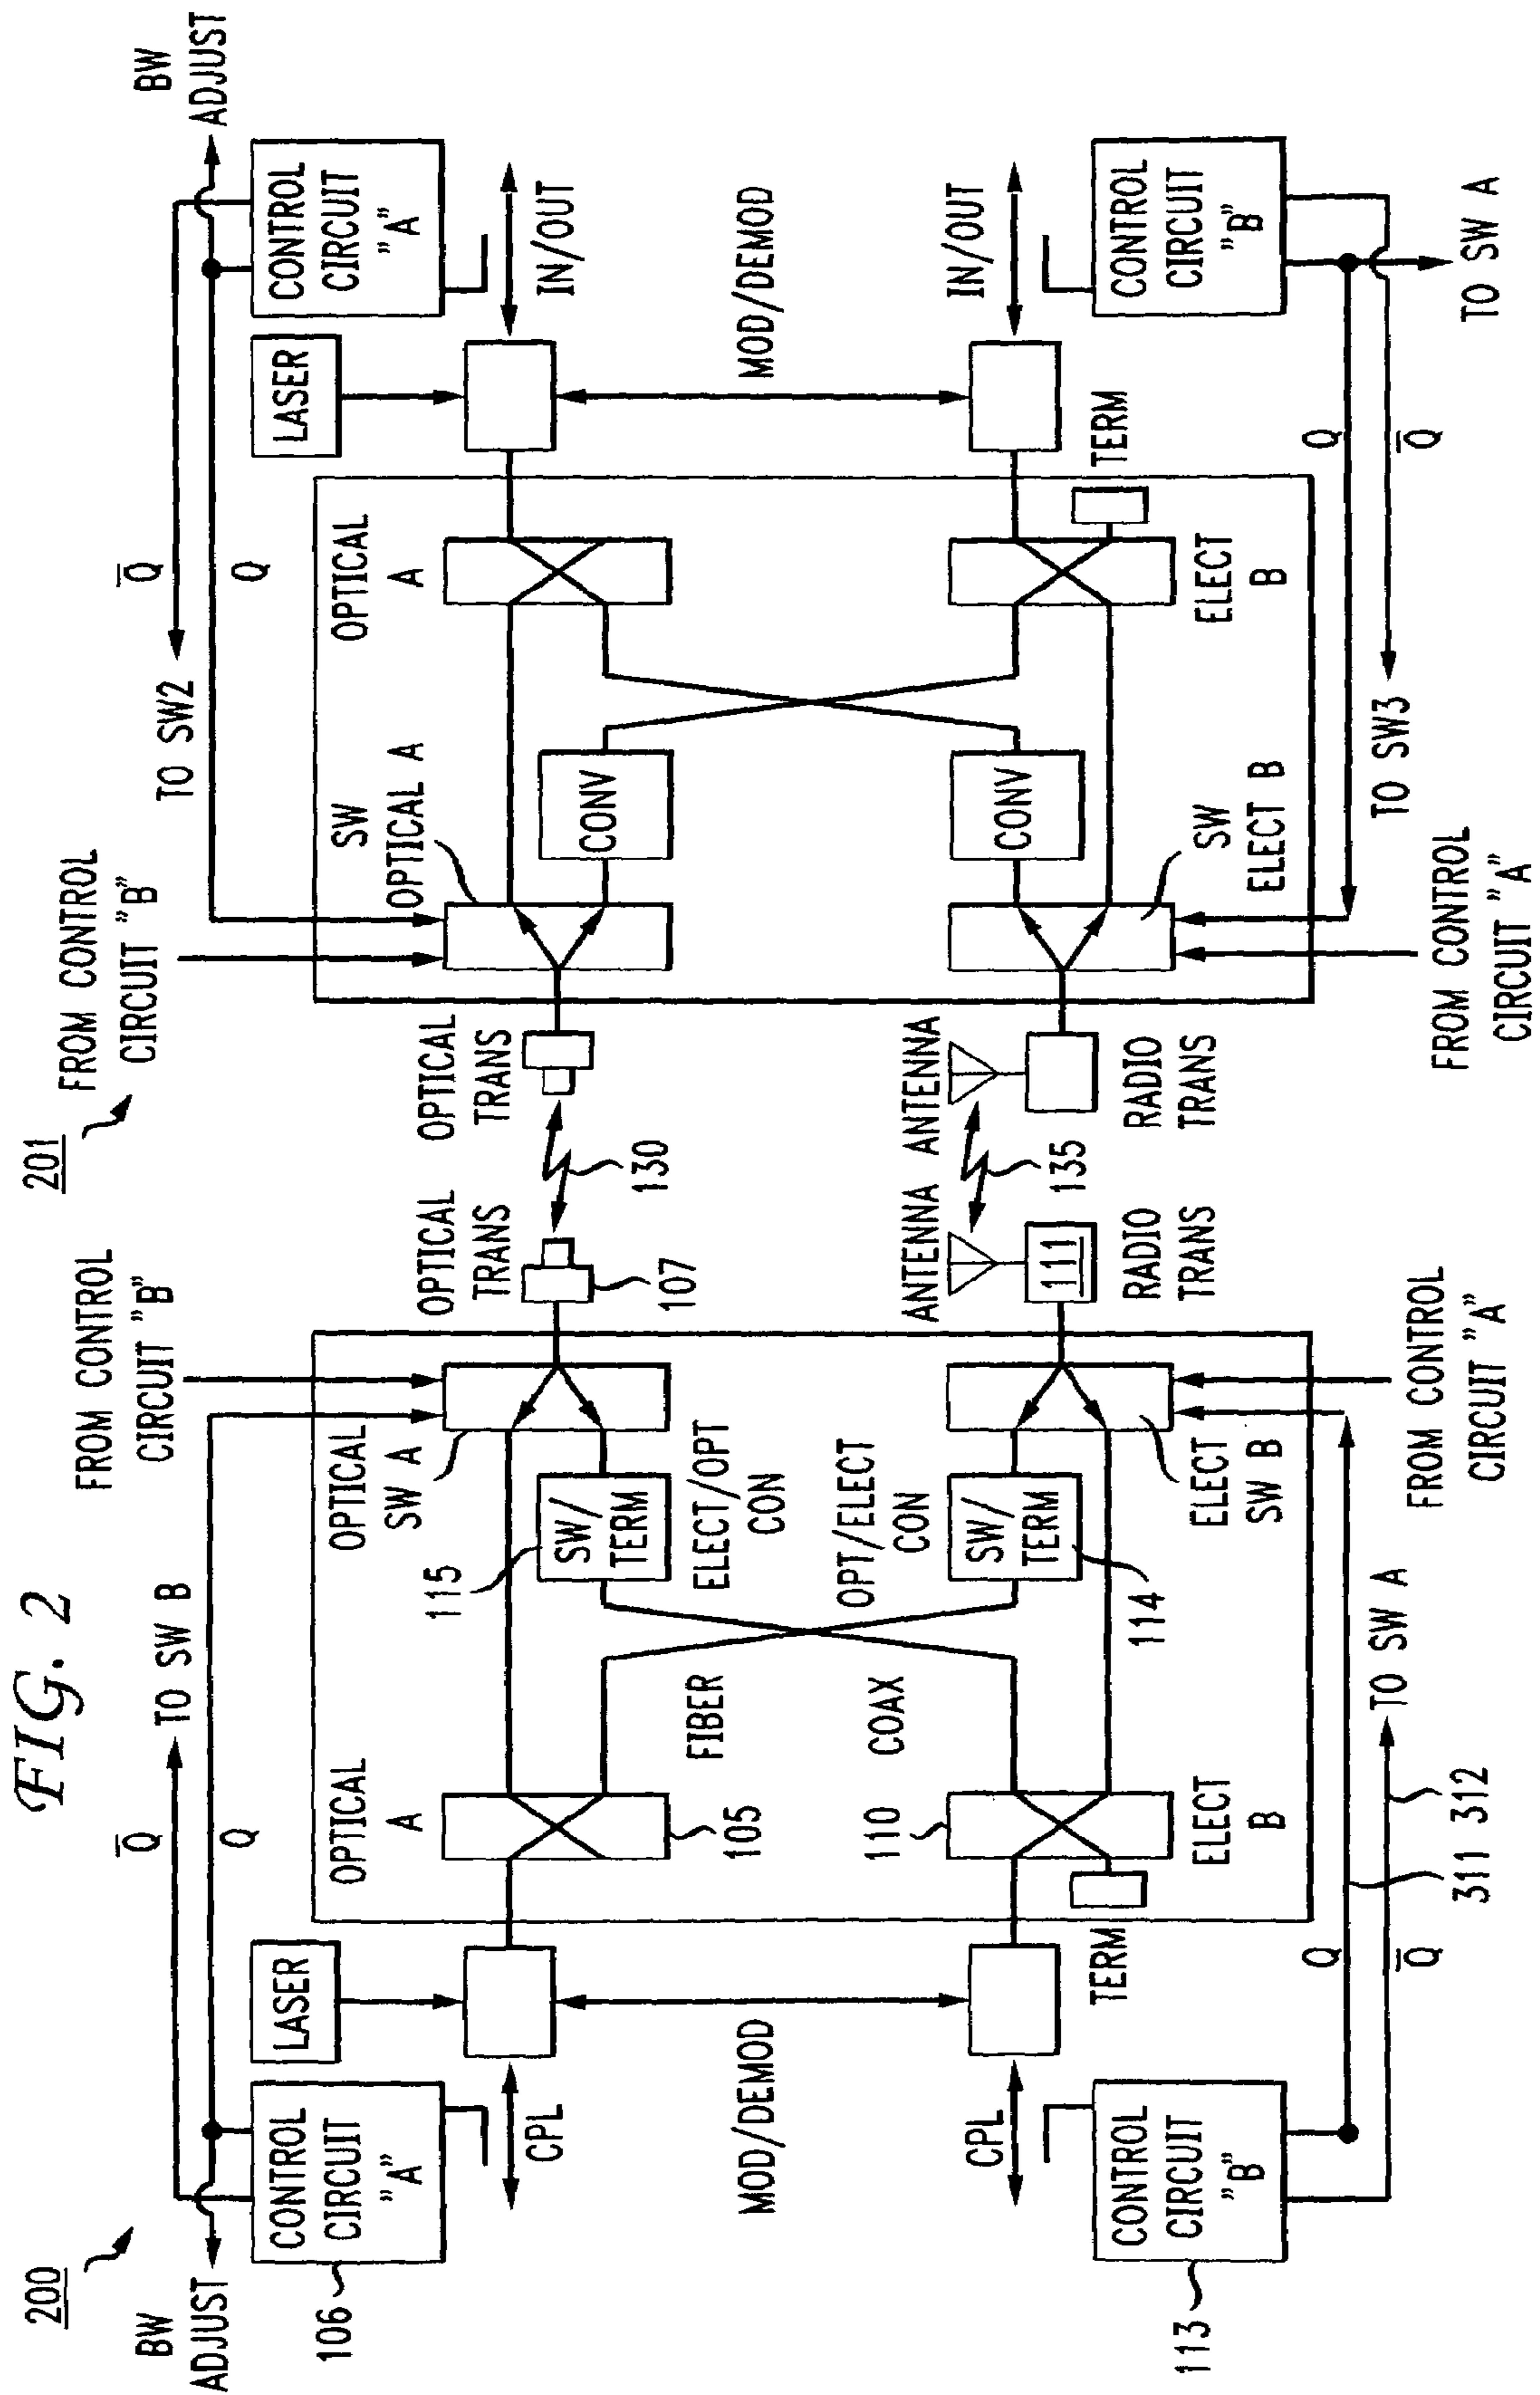 FIG. 2
200
BW
ADJUST
Q̅
TO SW B
Q
FROM CONTROL
CIRCUIT "B"
201
FROM CONTROL
CIRCUIT "B"
TO SW2
Q̅
Q
BW
ADJUST
106
CONTROL
CIRCUIT
"A"
LASER
OPTICAL
A
OPTICAL
SW A
OPTICAL
TRANS
OPTICAL
TRANS
SW
OPTICAL A
OPTICAL
A
LASER
CONTROL
CIRCUIT
"A"
CPL
105
115
SW/
TERM
107
130
CONV
IN/OUT
MOD/DEMOD
FIBER
ELECT/OPT
CON
MOD/DEMOD
COAX
OPT/ELECT
CON
CPL
110
SW/
TERM
ANTENNA
ANTENNA
CONV
IN/OUT
111
135
TERM
114
RADIO
TRANS
RADIO
TRANS
TERM
113
CONTROL
CIRCUIT
"B"
ELECT
B
ELECT
SW B
SW
ELECT B
ELECT
B
CONTROL
CIRCUIT
"B"
Q
Q̅
311
312
TO SW A
FROM CONTROL
CIRCUIT "A"
FROM CONTROL
CIRCUIT "A"
TO SW3
Q
Q̅
TO SW A